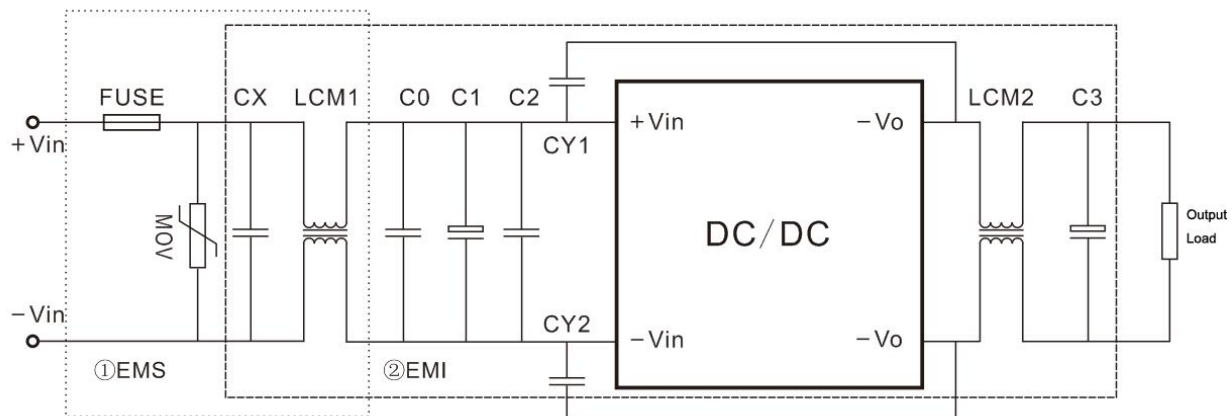 FUSE
CX
LCM1
C0
C1
C2
LCM2
C3
+Vin
CY1
+Vin
−Vo
MOV
DC/DC
Output
Load
−Vin
CY2
−Vin
−Vo
①EMS
②EMI